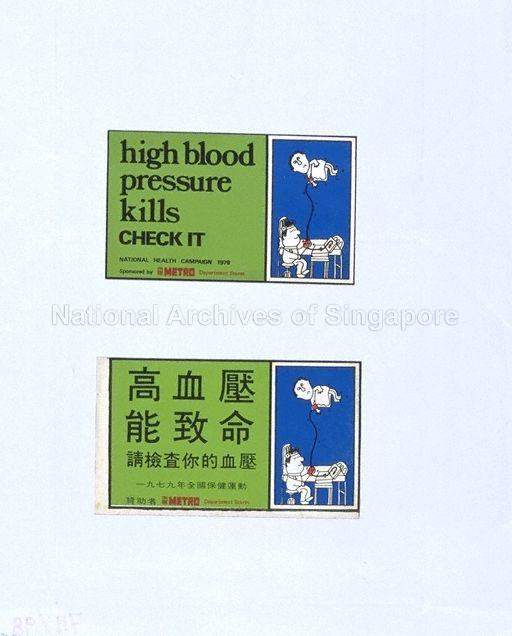 high blood
pressure
kills
CHECK IT
NATIONAL HEALTH CAMPAIGN 1979
Sponsored by METRO Department Stores
National Archives of Singapore
高血壓
能致命
請檢查你的血壓
一九七九年全國保健運動
贊助者 METRO Department Stores